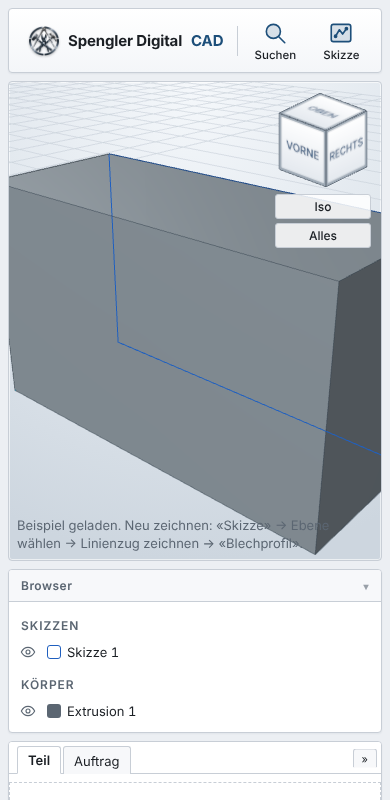 Spengler Digital CAD
Suchen
Skizze
OBEN
VORNE
RECHTS
Iso
Alles
Beispiel geladen. Neu zeichnen: «Skizze» → Ebene
wählen → Linienzug zeichnen → «Blechprofil»
Browser
SKIZZEN
Skizze 1
KÖRPER
Extrusion 1
Teil
Auftrag
»